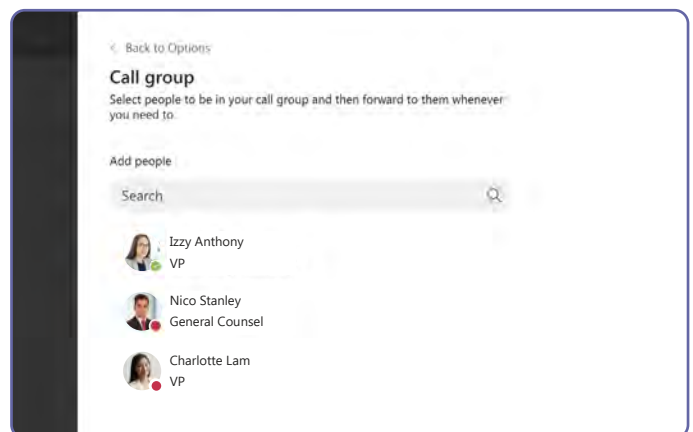 Back to Options
Call group
Select people to be in your call group and then forward to them whenever
you need to.
Add people
Search
Izzy Anthony
VP
Nico Stanley
General Counsel
Charlotte Lam
VP